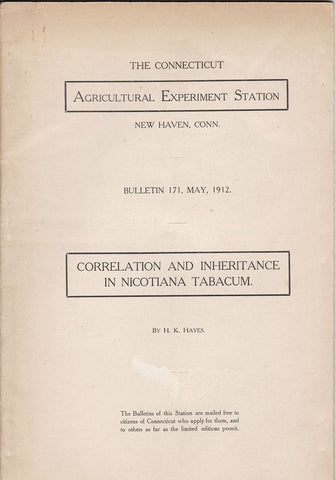 THE CONNECTICUT
AGRICULTURAL EXPERIMENT STATION
NEW HAVEN, CONN.
BULLETIN 171, MAY, 1912.
CORRELATION AND INHERITANCE
IN NICOTIANA TABACUM.
BY H. K. HAYES.
The Bulletins of this Station are mailed free to
citizens of Connecticut who apply for them, and
to others as far as the limited editions permit.